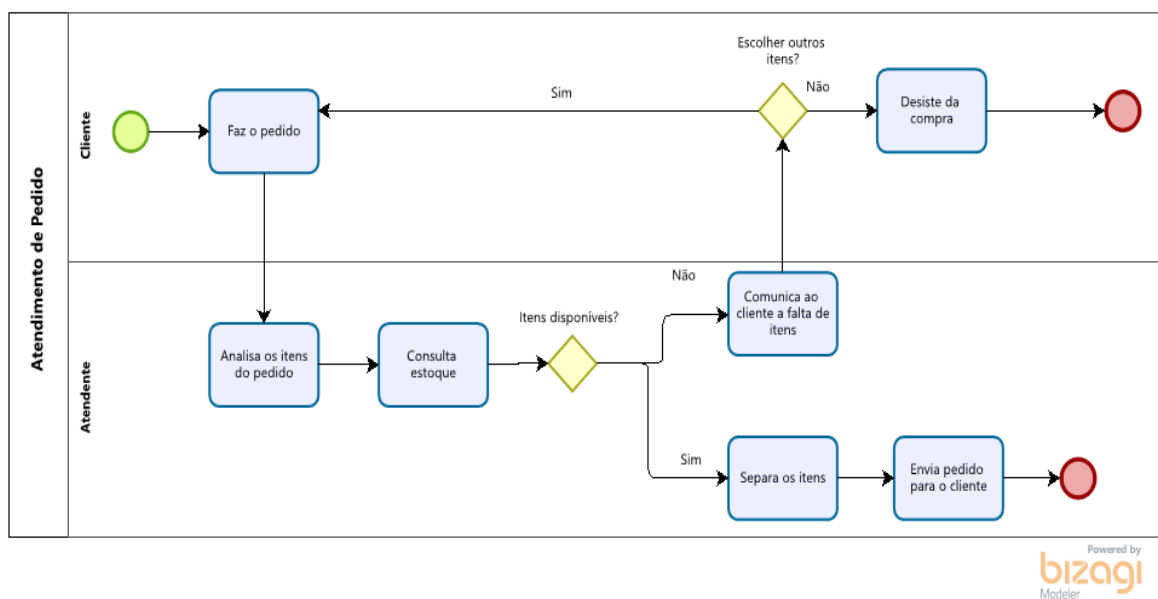 Atendimento de Pedido
Cliente
Faz o pedido
Sim
Escolher outros
itens?
Não
Desiste da
compra
Atendente
Analisa os itens
do pedido
Consulta
estoque
Itens disponíveis?
Não
Comunica ao
cliente a falta de
itens
Sim
Separa os itens
Envia pedido
para o cliente
Powered by
bizagi
Modeler